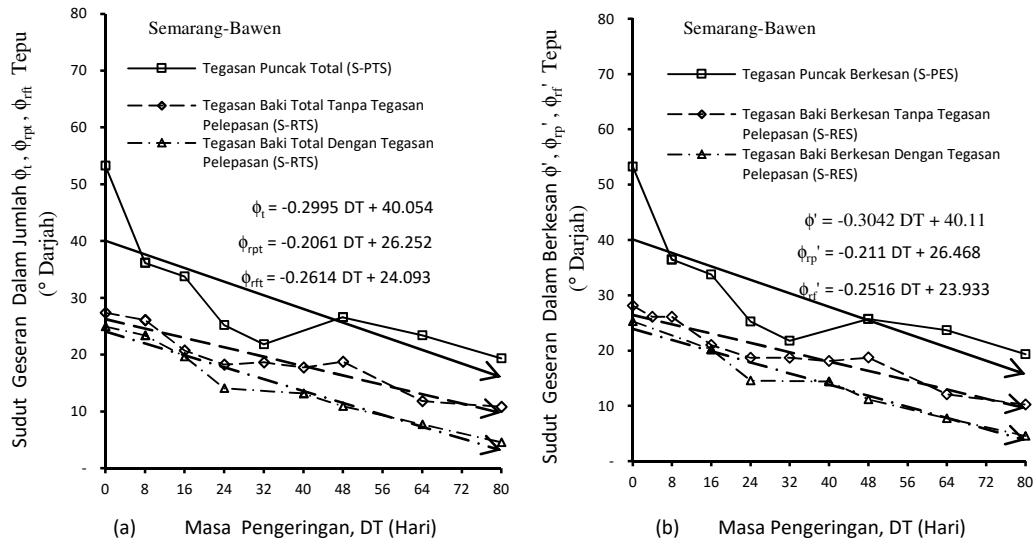 Sudut Geseran Dalam Jumlah ϕt , ϕrpt , ϕrft Tepu
(° Darjah)
80
70
60
50
40
30
20
10
-
Semarang-Bawen
Tegasan Puncak Total (S-PTS)
Tegasan Baki Total Tanpa Tegasan
Pelepasan (S-RTS)
Tegasan Baki Total Dengan Tegasan
Pelepasan (S-RTS)
ϕt = -0.2995 DT + 40.054
ϕrpt = -0.2061 DT + 26.252
ϕrft = -0.2614 DT + 24.093
0 8 16 24 32 40 48 56 64 72 80
(a) Masa Pengeringan, DT (Hari)
Sudut Geseran Dalam Berkesan ϕ', ϕrp', ϕrf' Tepu
(° Darjah)
80
70
60
50
40
30
20
10
-
Semarang-Bawen
Tegasan Puncak Berkesan (S-PES)
Tegasan Baki Berkesan Tanpa Tegasan
Pelepasan (S-RES)
Tegasan Baki Berkesan Dengan Tegasan
Pelepasan (S-RES)
ϕ' = -0.3042 DT + 40.11
ϕrp' = -0.211 DT + 26.468
ϕrf' = -0.2516 DT + 23.933
0 8 16 24 32 40 48 56 64 72 80
(b) Masa Pengeringan, DT (Hari)